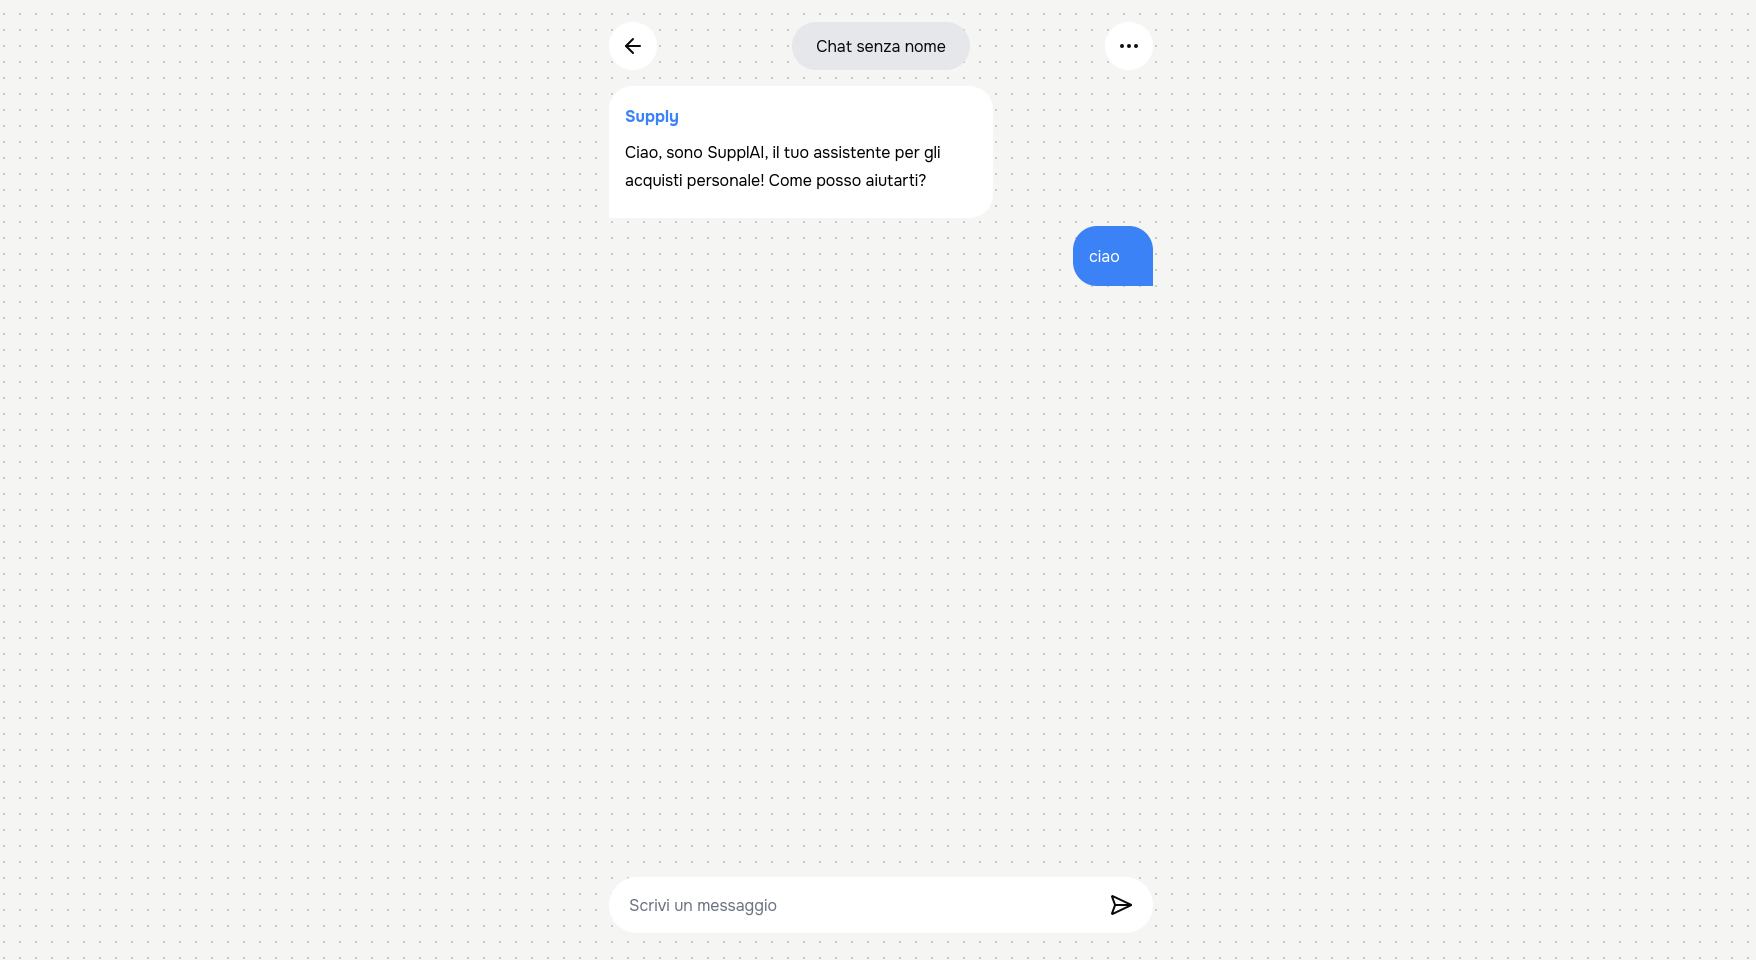 Chat senza nome
Supply
Ciao, sono SupplAI, il tuo assistente per gli
acquisti personale! Come posso aiutarti?
ciao
Scrivi un messaggio